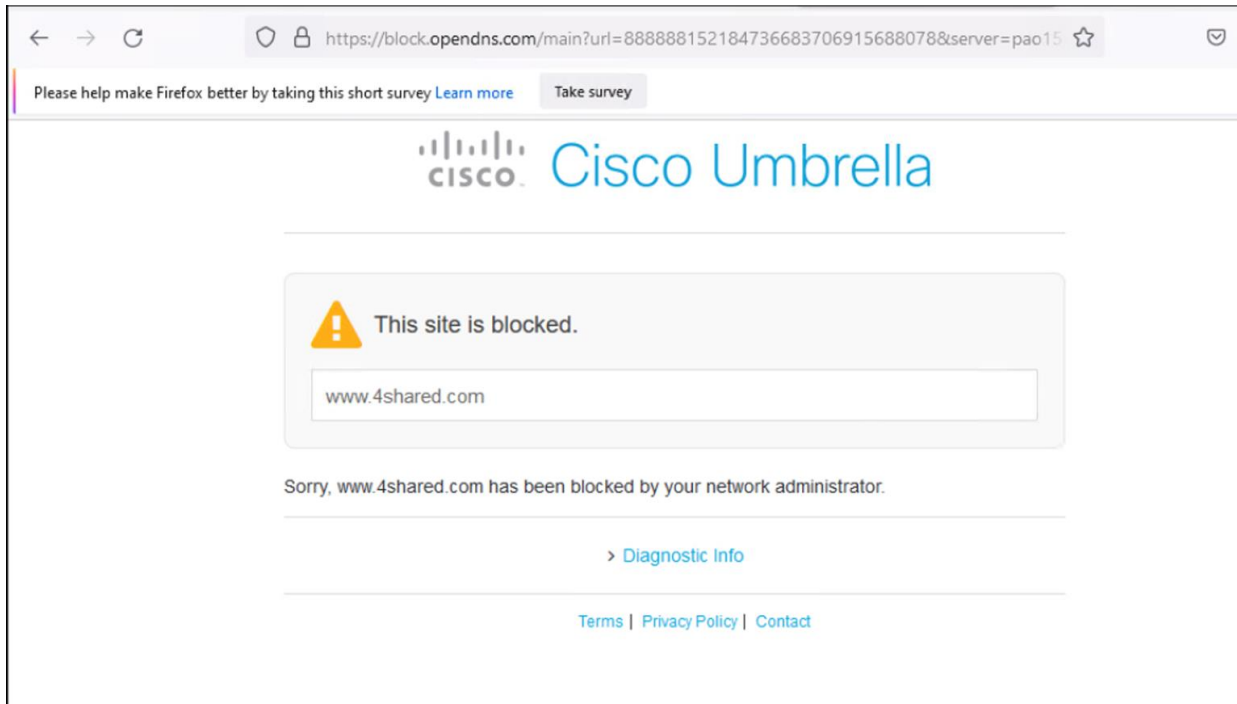 https://block.opendns.com/main?url=8888881521847366837069156880​78&server=pao15
Please help make Firefox better by taking this short survey Learn more Take survey
CISCO. Cisco Umbrella
This site is blocked.
www.4shared.com
Sorry, www.4shared.com has been blocked by your network administrator.
> Diagnostic Info
Terms | Privacy Policy | Contact